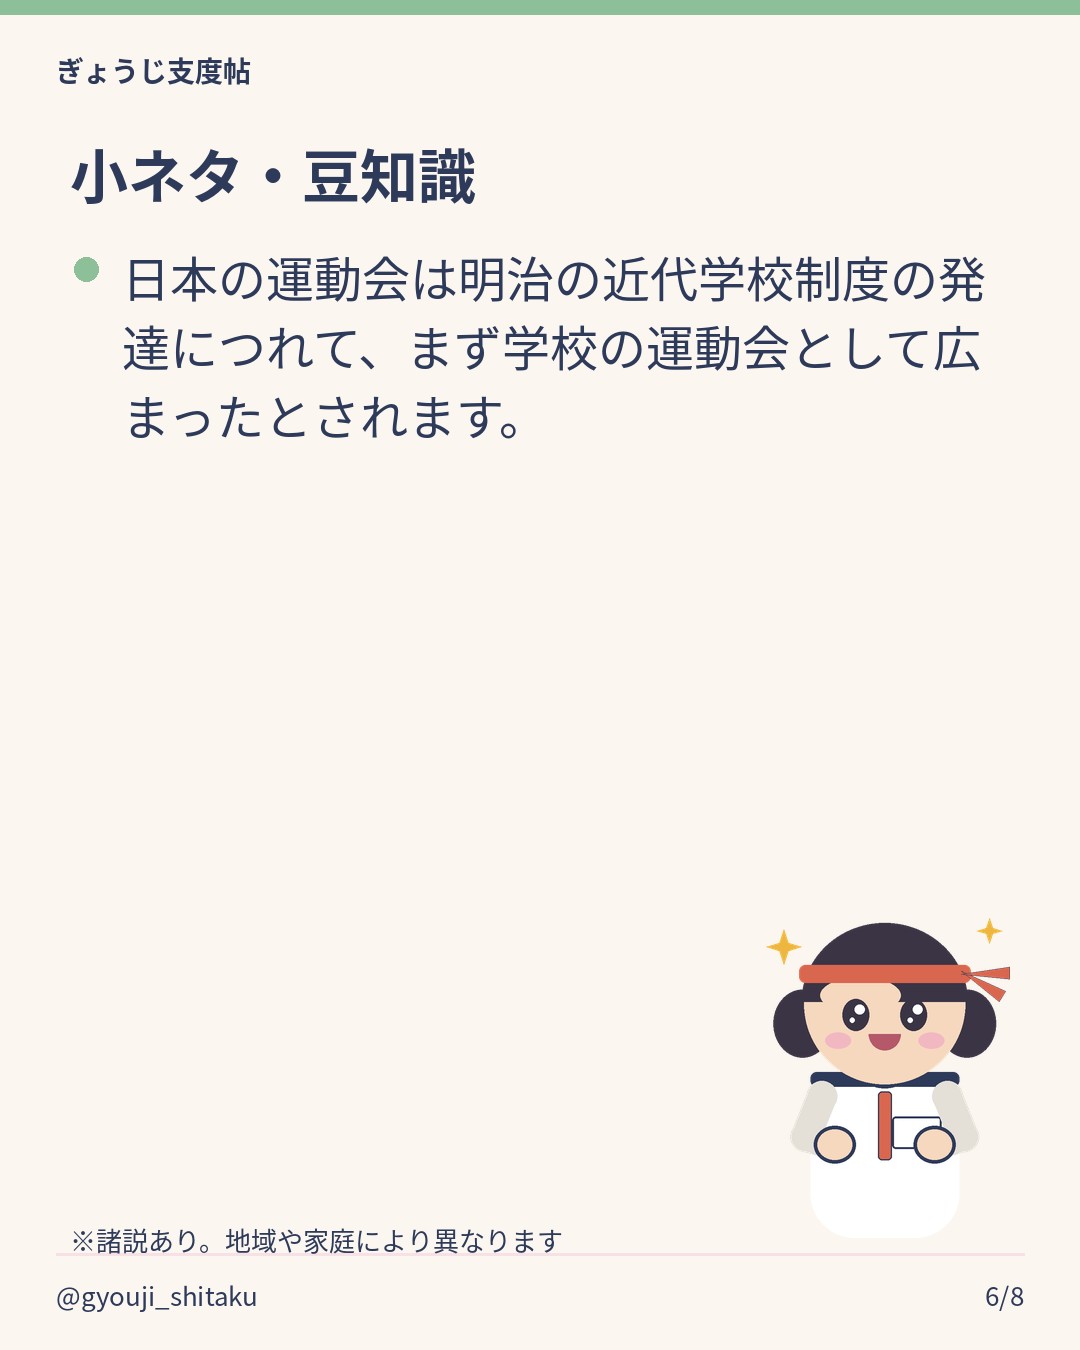 ぎょうじ支度帖
小ネタ・豆知識
日本の運動会は明治の近代学校制度の発
達につれて、まず学校の運動会として広
まったとされます。
※諸説あり。地域や家庭により異なります
@gyouji_shitaku
6/8